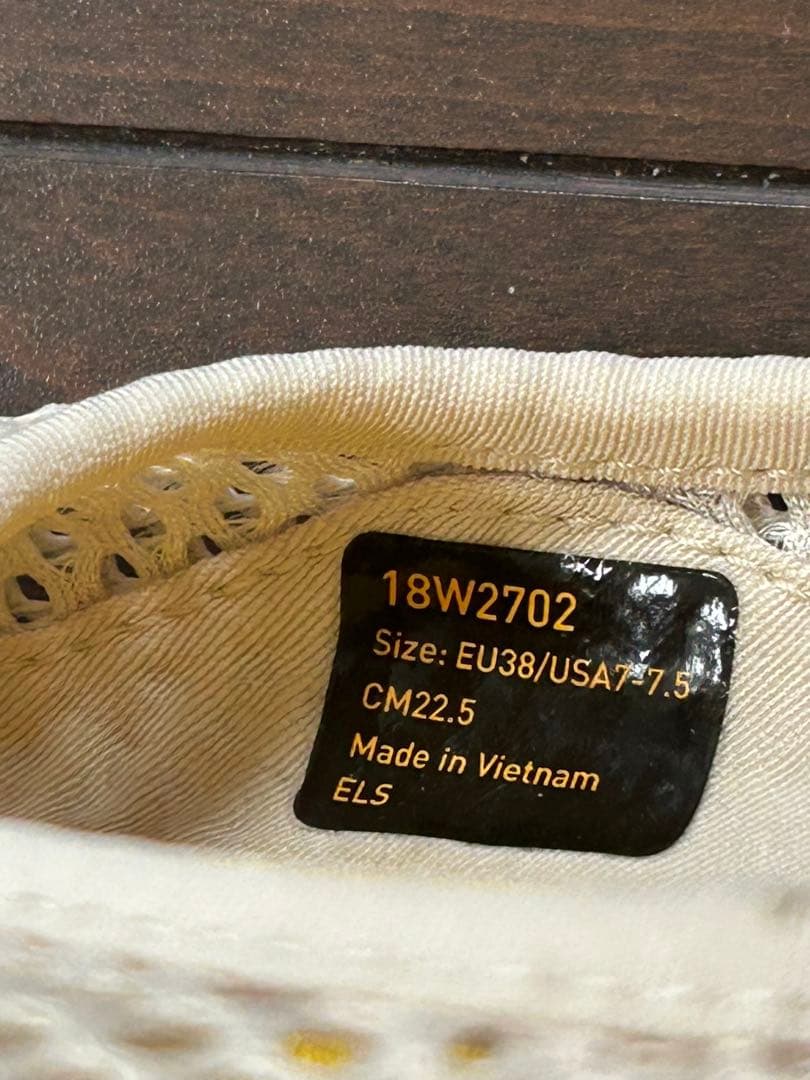 18W2702
Size: EU38/USA7-7.5
CM22.5
Made in Vietnam
ELS